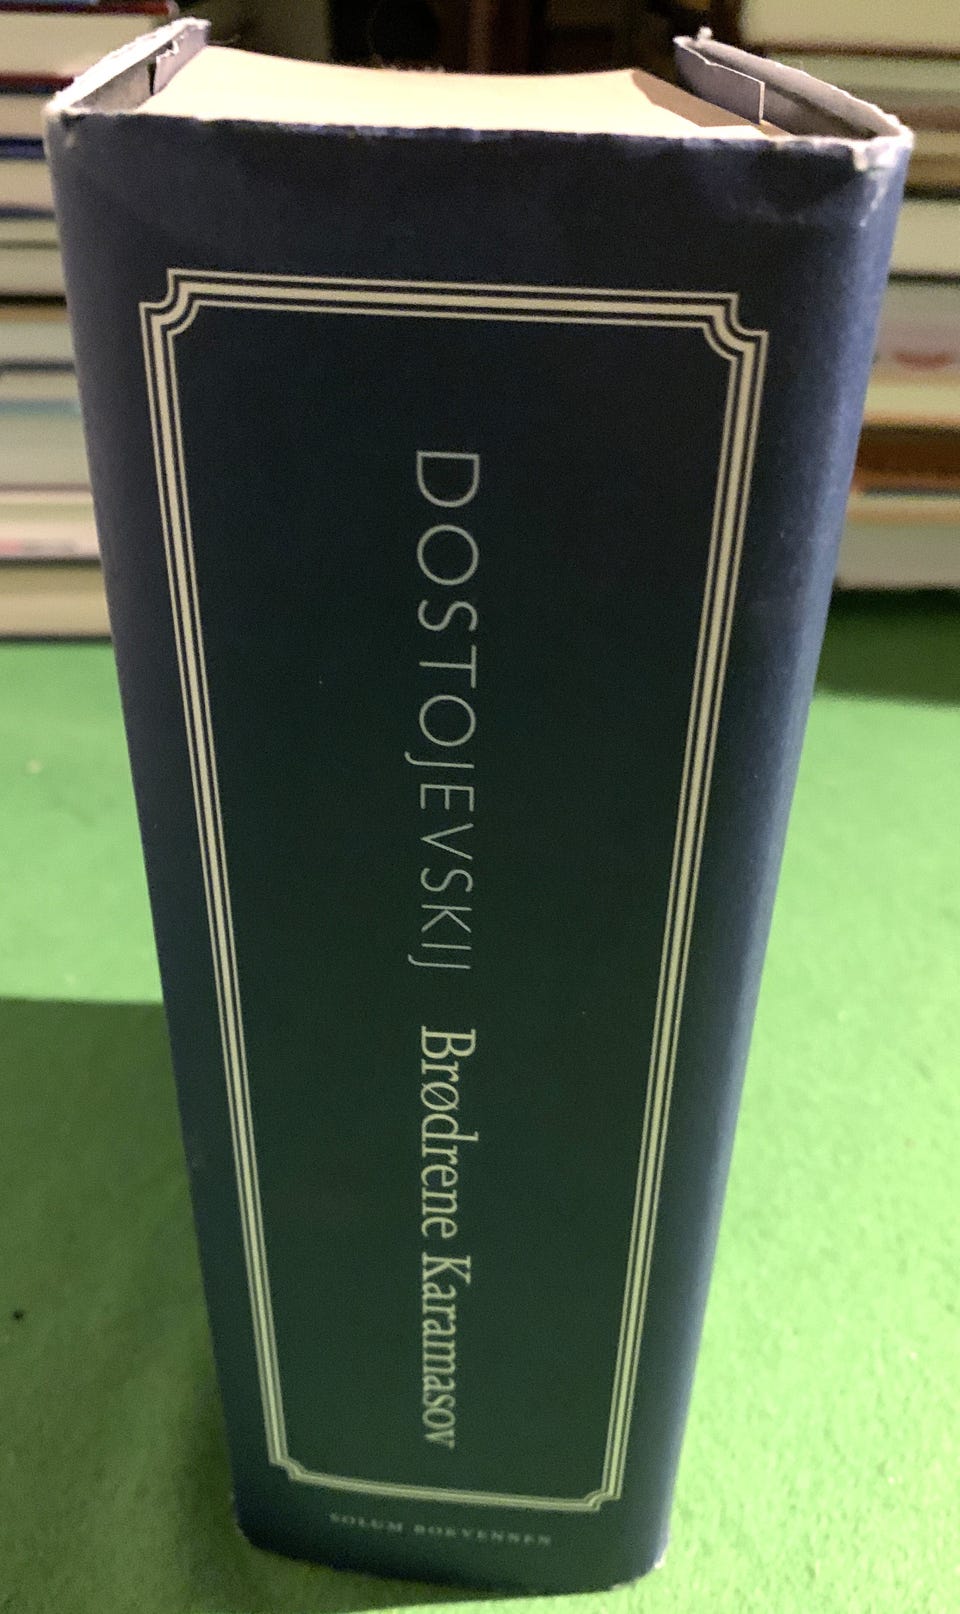 DOSTOJEVSKIJ Brødrene Karamasov
SOLUM BOKVENNEN